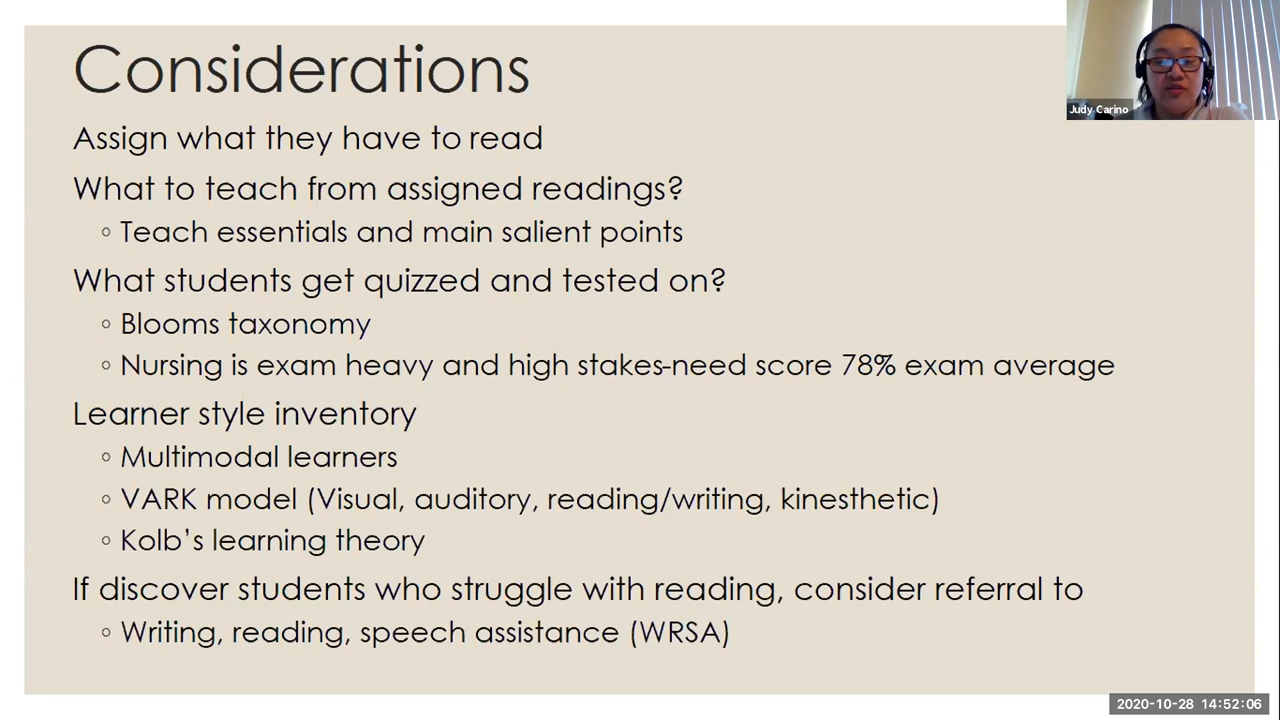 Considerations
Judy Carino
Assign what they have to read
What to teach from assigned readings?
◦ Teach essentials and main salient points
What students get quizzed and tested on?
◦ Blooms taxonomy
◦ Nursing is exam heavy and high stakes-need score 78% exam average
Learner style inventory
◦ Multimodal learners
◦ VARK model (Visual, auditory, reading/writing, kinesthetic)
◦ Kolb's learning theory
If discover students who struggle with reading, consider referral to
◦ Writing, reading, speech assistance (WRSA)
2020-10-28 14:52:06